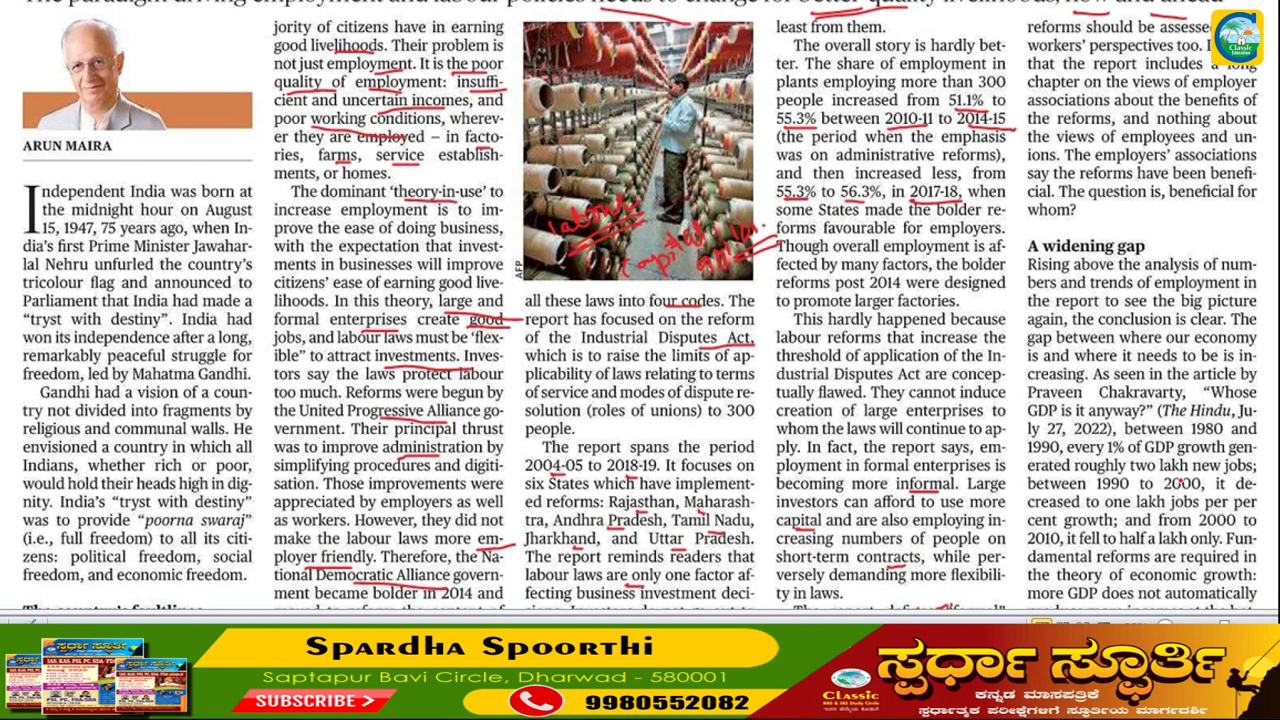 The paradigm driving employment and labour policies needs to change for better quality livelihoods, now and ahead
ARUN MAIRA
Independent India was born at
the midnight hour on August
15, 1947, 75 years ago, when In-
dia's first Prime Minister Jawahar-
lal Nehru unfurled the country's
tricolour flag and announced to
Parliament that India had made a
"tryst with destiny". India had
won its independence after a long,
remarkably peaceful struggle for
freedom, led by Mahatma Gandhi.
Gandhi had a vision of a coun-
try not divided into fragments by
religious and communal walls. He
envisioned a country in which all
Indians, whether rich or poor,
would hold their heads high in dig-
nity. India's "tryst with destiny"
was to provide "poorna swaraj"
(i.e., full freedom) to all its citi-
zens: political freedom, social
freedom, and economic freedom.
The country's faultlines
jority of citizens have in earning
good livelihoods. Their problem is
not just employment. It is the poor
quality of employment: insuffi-
cient and uncertain incomes, and
poor working conditions, wherev-
er they are employed – in facto-
ries, farms, service establish-
ments, or homes.
The dominant 'theory-in-use' to
increase employment is to im-
prove the ease of doing business,
with the expectation that invest-
ments in businesses will improve
citizens' ease of earning good live-
lihoods. In this theory, large and
formal enterprises create good
jobs, and labour laws must be 'flex-
ible" to attract investments. Inves-
tors say the laws protect labour
too much. Reforms were begun by
the United Progressive Alliance go-
vernment. Their principal thrust
was to improve administration by
simplifying procedures and digiti-
sation. Those improvements were
appreciated by employers as well
as workers. However, they did not
make the labour laws more em-
ployer friendly. Therefore, the Na-
tional Democratic Alliance govern-
ment became bolder in 2014 and
labour
capital
AFP
all these laws into four codes. The
report has focused on the reform
of the Industrial Disputes Act,
which is to raise the limits of ap-
plicability of laws relating to terms
of service and modes of dispute re-
solution (roles of unions) to 300
people.
The report spans the period
2004-05 to 2018-19. It focuses on
six States which have implement-
ed reforms: Rajasthan, Maharash-
tra, Andhra Pradesh, Tamil Nadu,
Jharkhand, and Uttar Pradesh.
The report reminds readers that
labour laws are only one factor af-
fecting business investment deci-
least from them.
The overall story is hardly bet-
ter. The share of employment in
plants employing more than 300
people increased from 51.1% to
55.3% between 2010-11 to 2014-15
(the period when the emphasis
was on administrative reforms),
and then increased less, from
55.3% to 56.3%, in 2017-18, when
some States made the bolder re-
forms favourable for employers.
Though overall employment is af-
fected by many factors, the bolder
reforms post 2014 were designed
to promote larger factories.
This hardly happened because
labour reforms that increase the
threshold of application of the In-
dustrial Disputes Act are concep-
tually flawed. They cannot induce
creation of large enterprises to
whom the laws will continue to ap-
ply. In fact, the report says, em-
ployment in formal enterprises is
becoming more informal. Large
investors can afford to use more
capital and are also employing in-
creasing numbers of people on
short-term contracts, while per-
versely demanding more flexibili-
ty in laws.
reforms should be assesse
workers' perspectives too.
that the report includes a long
chapter on the views of employer
associations about the benefits of
the reforms, and nothing about
the views of employees and un-
ions. The employers' associations
say the reforms have been benefi-
cial. The question is, beneficial for
whom?
A widening gap
Rising above the analysis of num-
bers and trends of employment in
the report to see the big picture
again, the conclusion is clear. The
gap between where our economy
is and where it needs to be is in-
creasing. As seen in the article by
Praveen Chakravarty, "Whose
GDP is it anyway?" (The Hindu, Ju-
ly 27, 2022), between 1980 and
1990, every 1% of GDP growth gen-
erated roughly two lakh new jobs;
between 1990 to 2000, it de-
creased to one lakh jobs per per
cent growth; and from 2000 to
2010, it fell to half a lakh only. Fun-
damental reforms are required in
the theory of economic growth:
more GDP does not automatically
Classic
Education
SPARDHA SPOORTHI
Saptapur Bavi Circle, Dharwad - 580001
SUBSCRIBE
9980552082
ಸ್ಪರ್ಧಾ ಸ್ಫೂರ್ತಿ
ಕನ್ನಡ ಮಾಸಪತ್ರಿಕೆ
ಸ್ಪರ್ಧಾತ್ಮಕ ಪರೀಕ್ಷೆಗಳಿಗೆ ಸ್ಫೂರ್ತಿದಾಯಕ ಮಾರ್ಗದರ್ಶಿ
Classic
KAS & IAS Study Circle